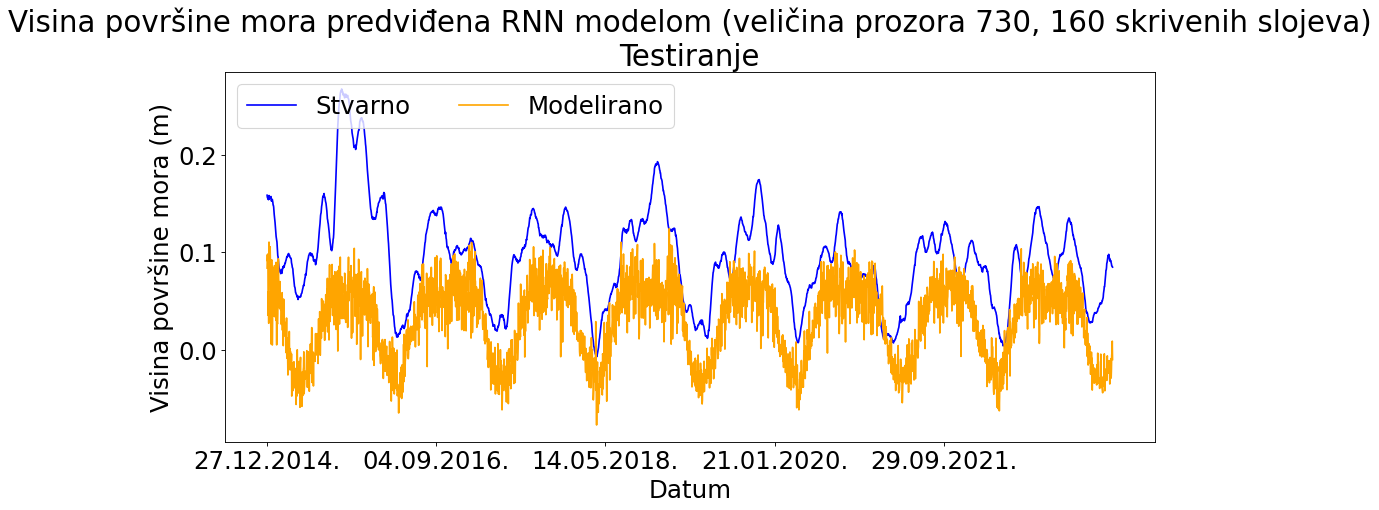 Visina površine mora predviđena RNN modelom (veličina prozora 730, 160 skrivenih slojeva)
Testiranje
Stvarno Modelirano
Visina površine mora (m)
0.2
0.1
0.0
27.12.2014. 04.09.2016. 14.05.2018. 21.01.2020. 29.09.2021.
Datum